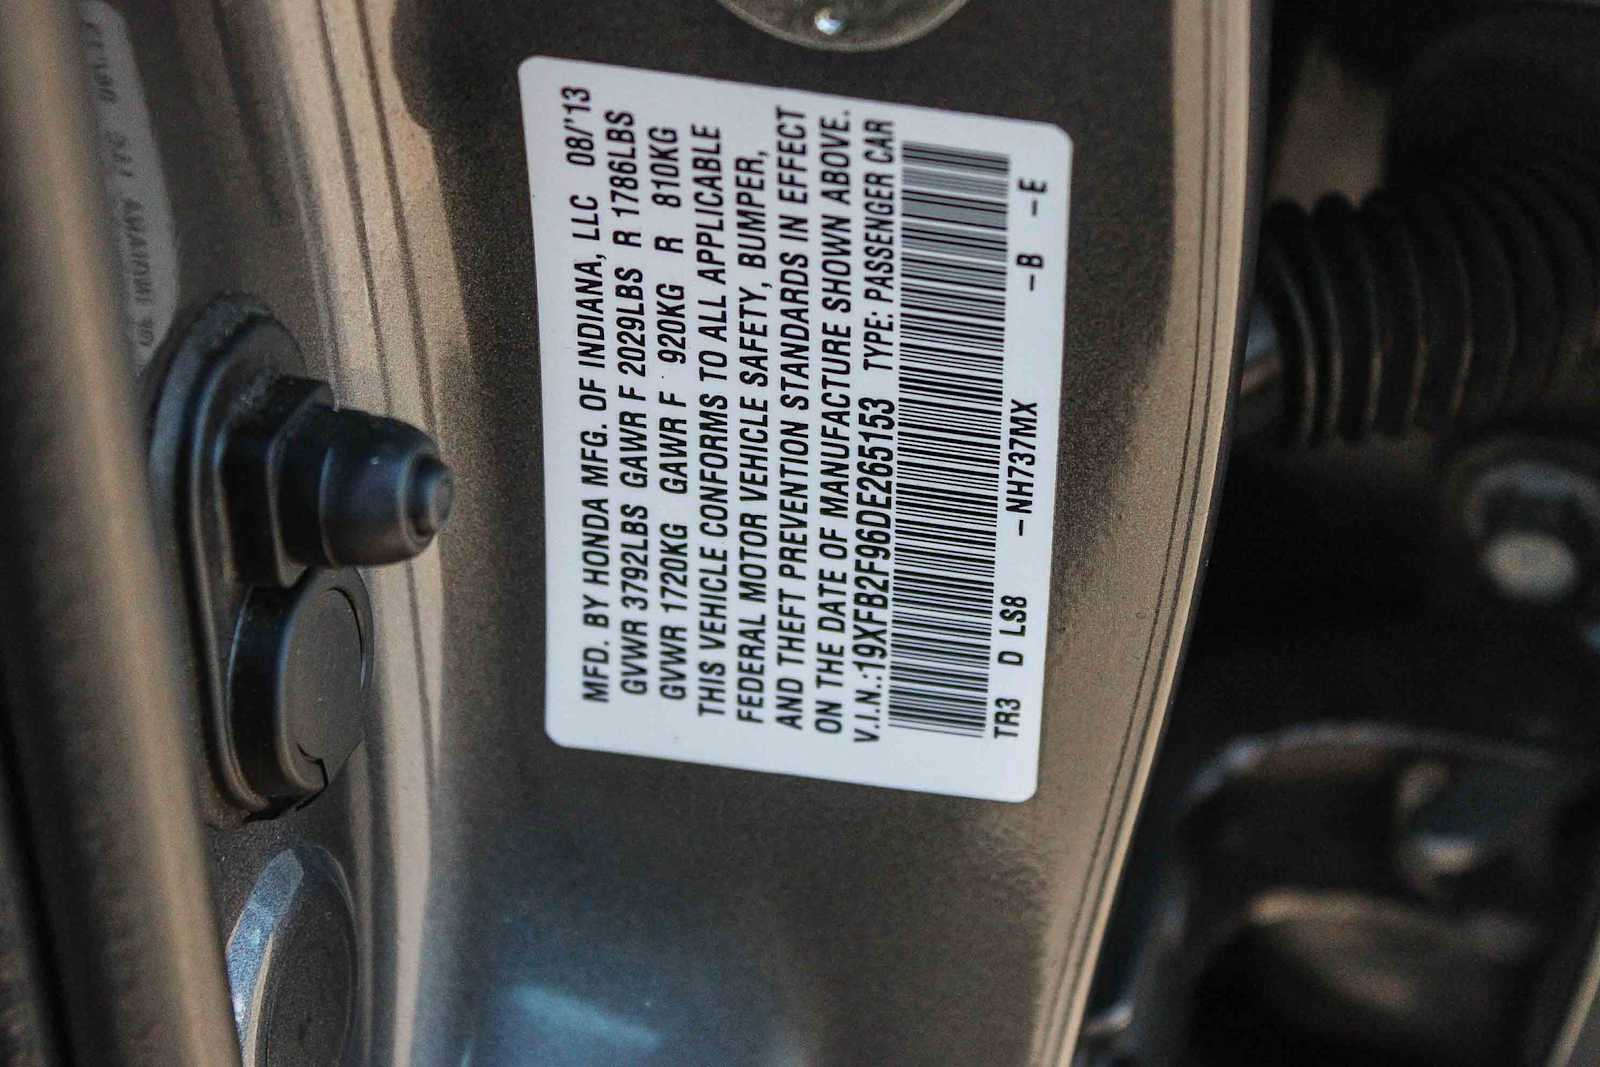 MFD. BY HONDA MFG. OF INDIANA, LLC 08/'13
GVWR 3792LBS GAWR F 2029LBS R 1786LBS
GVWR 1720KG GAWR F 920KG R 810KG
THIS VEHICLE CONFORMS TO ALL APPLICABLE
FEDERAL MOTOR VEHICLE SAFETY, BUMPER,
AND THEFT PREVENTION STANDARDS IN EFFECT
ON THE DATE OF MANUFACTURE SHOWN ABOVE.
V.I.N.:19XFB2F96DE265153 TYPE: PASSENGER CAR
TR3 D LS8 -NH737MX -B -E